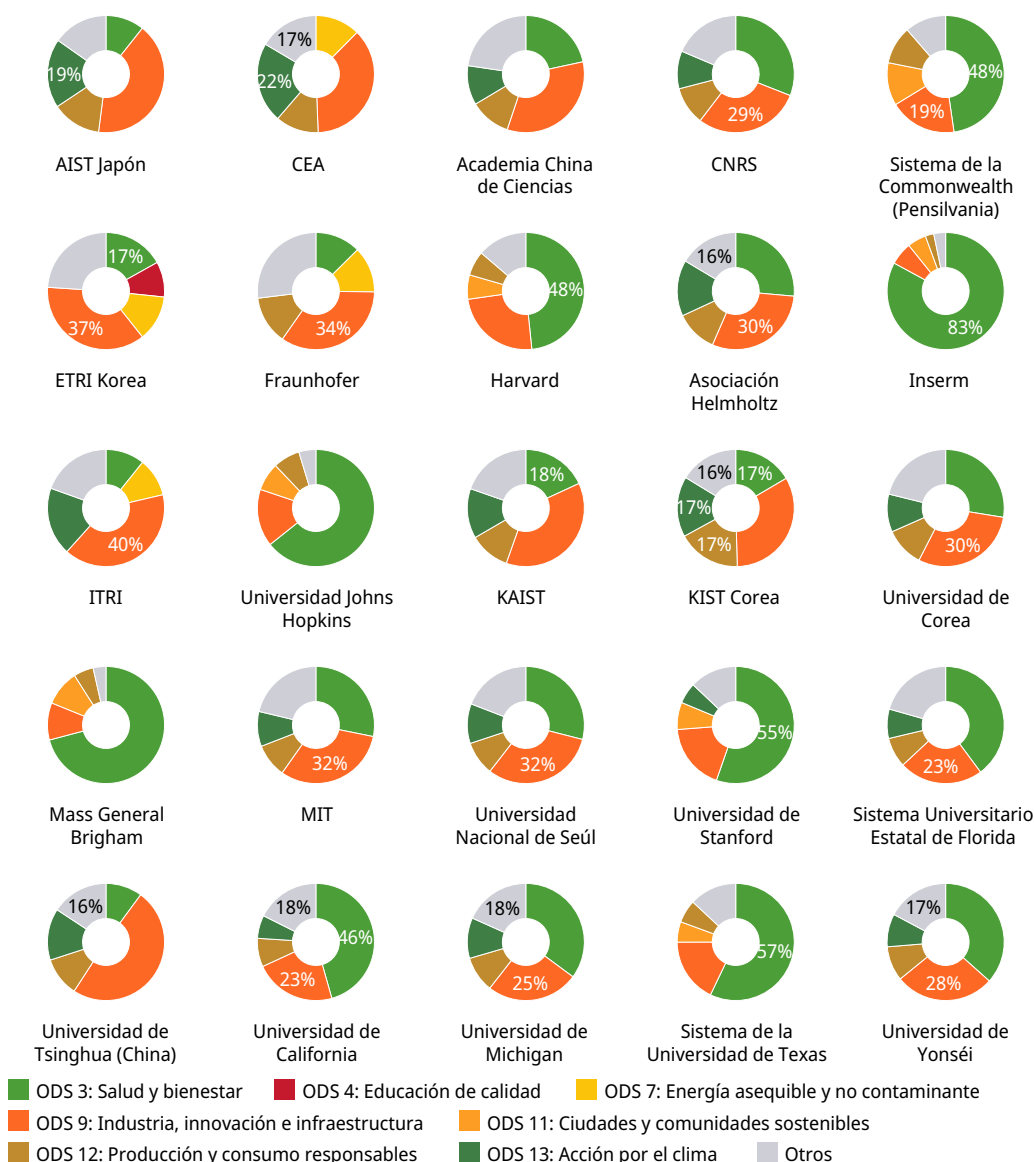 19%
17%
22%
29%
48%
19%
AIST Japón
CEA
Academia China
de Ciencias
CNRS
Sistema de la
Commonwealth
(Pensilvania)
17%
37%
34%
48%
16%
30%
83%
ETRI Korea
Fraunhofer
Harvard
Asociación
Helmholtz
Inserm
40%
18%
16%
17%
17%
17%
30%
ITRI
Universidad Johns
Hopkins
KAIST
KIST Corea
Universidad de
Corea
32%
32%
55%
23%
Mass General
Brigham
MIT
Universidad
Nacional de Seúl
Universidad de
Stanford
Sistema Universitario
Estatal de Florida
16%
18%
46%
23%
18%
25%
57%
17%
28%
Universidad de
Tsinghua (China)
Universidad de
California
Universidad de
Michigan
Sistema de la
Universidad de Texas
Universidad de
Yonséi
ODS 3: Salud y bienestar
ODS 4: Educación de calidad
ODS 7: Energía asequible y no contaminante
ODS 9: Industria, innovación e infraestructura
ODS 11: Ciudades y comunidades sostenibles
ODS 12: Producción y consumo responsables
ODS 13: Acción por el clima
Otros